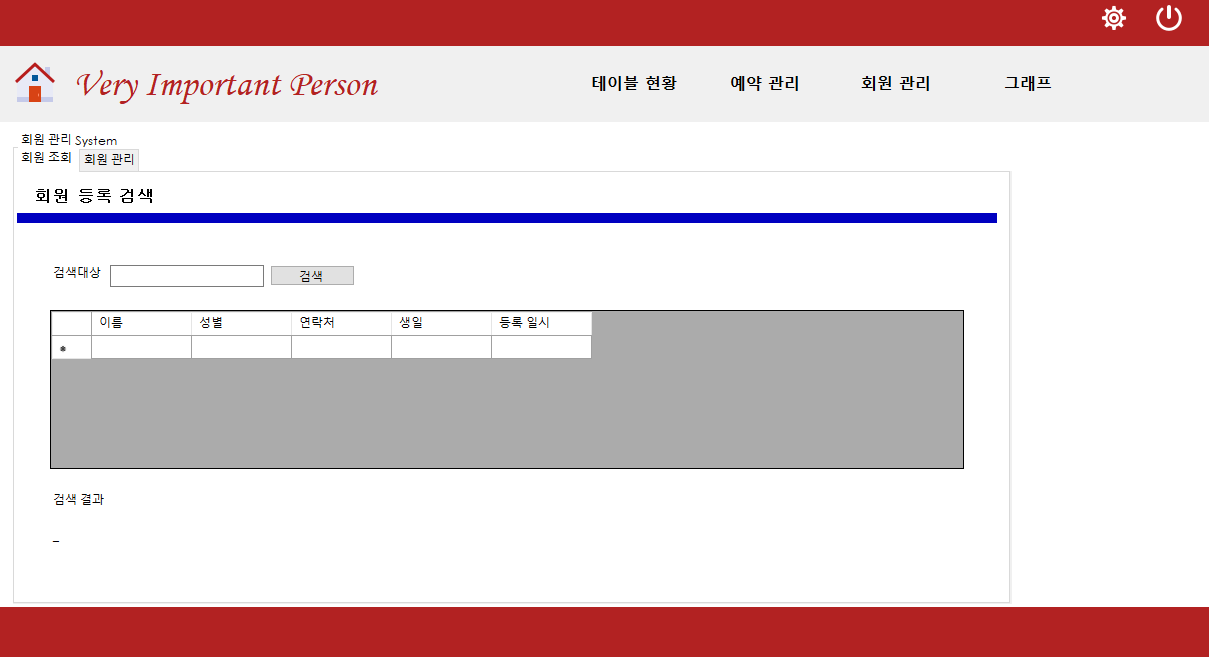 Very Important Person
테이블 현황 예약 관리 회원 관리 그래프
회원 관리 System
회원 조회 회원 관리
회원 등록 검색
검색대상 검색
이름 성별 연락처 생일 등록 일시
검색 결과
_